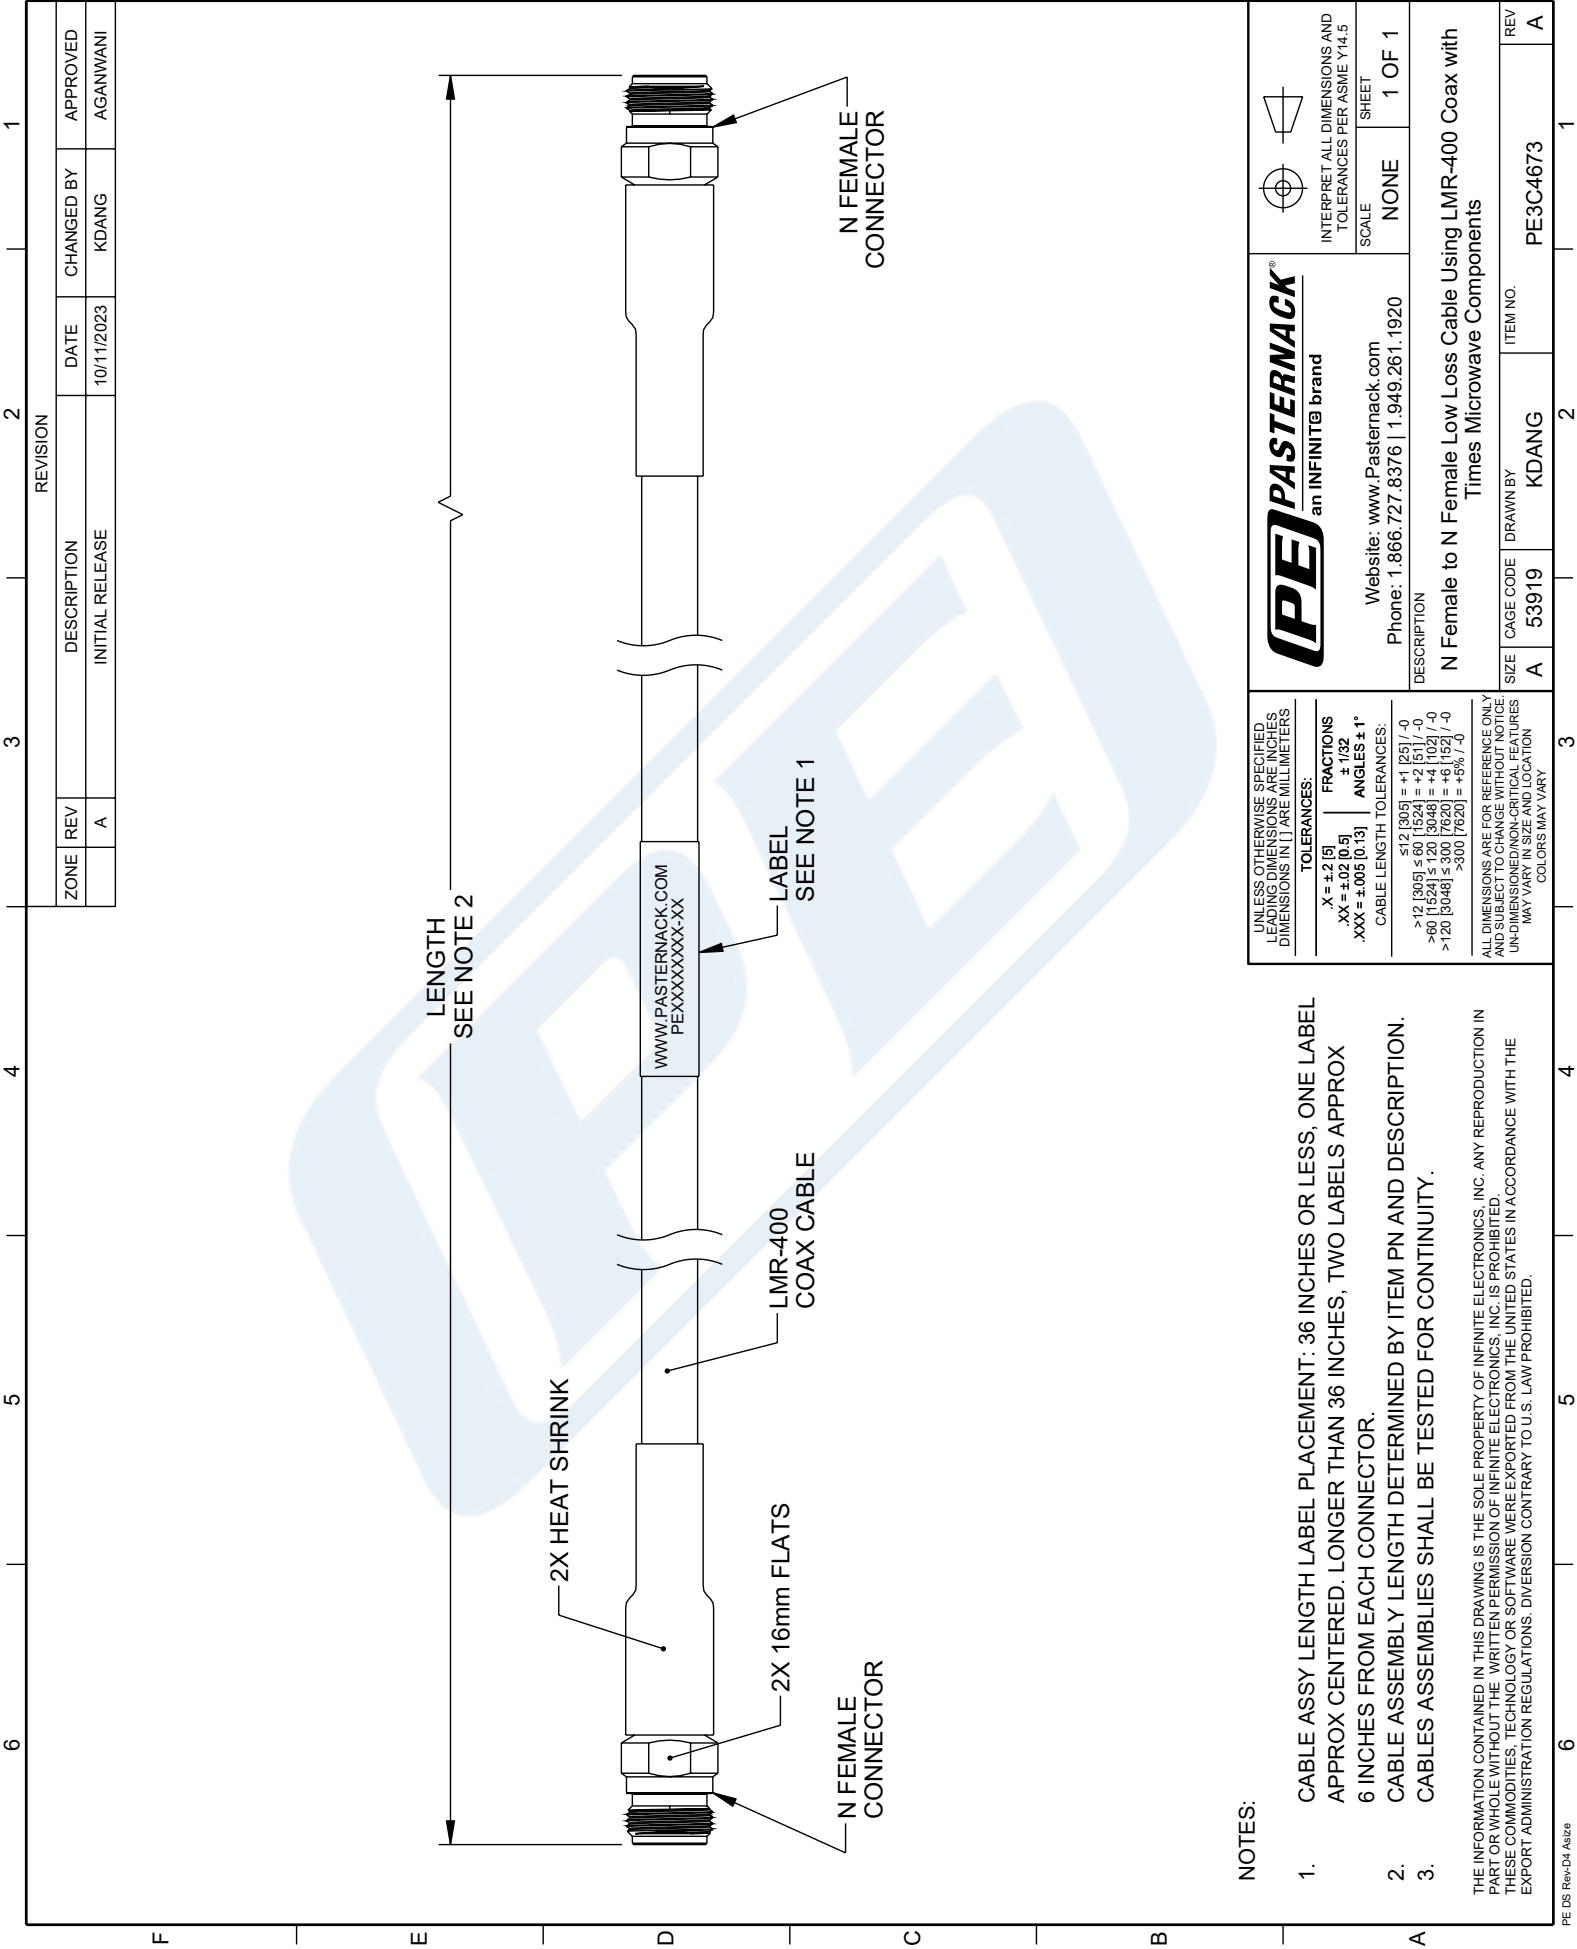 6
5
4
3
2
1
REVISION
ZONE REV DESCRIPTION DATE CHANGED BY APPROVED
A INITIAL RELEASE 10/11/2023 KDANG AGANWANI
F
E
D
C
B
A
LENGTH
SEE NOTE 2
2X HEAT SHRINK
WWW.PASTERNACK.COM
PEXXXXXXXX-XX
2X 16mm FLATS
LMR-400
COAX CABLE
LABEL
SEE NOTE 1
N FEMALE
CONNECTOR
N FEMALE
CONNECTOR
NOTES:
1. CABLE ASSY LENGTH LABEL PLACEMENT: 36 INCHES OR LESS, ONE LABEL
APPROX CENTERED. LONGER THAN 36 INCHES, TWO LABELS APPROX
6 INCHES FROM EACH CONNECTOR.
2. CABLE ASSEMBLY LENGTH DETERMINED BY ITEM PN AND DESCRIPTION.
3. CABLES ASSEMBLIES SHALL BE TESTED FOR CONTINUITY.
THE INFORMATION CONTAINED IN THIS DRAWING IS THE SOLE PROPERTY OF INFINITE ELECTRONICS, INC. ANY REPRODUCTION IN
PART OR WHOLE WITHOUT THE WRITTEN PERMISSION OF INFINITE ELECTRONICS, INC. IS PROHIBITED.
THESE COMMODITIES, TECHNOLOGY OR SOFTWARE WERE EXPORTED FROM THE UNITED STATES IN ACCORDANCE WITH THE
EXPORT ADMINISTRATION REGULATIONS. DIVERSION CONTRARY TO U.S. LAW PROHIBITED.
UNLESS OTHERWISE SPECIFIED
LEADING DIMENSIONS ARE INCHES
DIMENSIONS IN [ ] ARE MILLIMETERS
TOLERANCES:
.X = ±.2 [5] FRACTIONS
.XX = ±.02 [0.5] ± 1/32
.XXX = ±.005 [0.13] ANGLES ± 1°
CABLE LENGTH TOLERANCES:
≤12 [305] = +1 [25] / -0
>12 [305] ≤ 60 [1524] = +2 [51] / -0
>60 [1524] ≤ 120 [3048] = +4 [102] / -0
>120 [3048] ≤ 300 [7620] = +6 [152] / -0
>300 [7620] = +5% / -0
ALL DIMENSIONS ARE FOR REFERENCE ONLY
AND SUBJECT TO CHANGE WITHOUT NOTICE.
UN-DIMENSIONED/NON-CRITICAL FEATURES
MAY VARY IN SIZE AND LOCATION
COLORS MAY VARY
PE PASTERNACK®
an INFINITE brand
Website: www.Pasternack.com
Phone: 1.866.727.8376 | 1.949.261.1920
INTERPRET ALL DIMENSIONS AND
TOLERANCES PER ASME Y14.5
SCALE SHEET
NONE 1 OF 1
DESCRIPTION
N Female to N Female Low Loss Cable Using LMR-400 Coax with
Times Microwave Components
SIZE CAGE CODE DRAWN BY ITEM NO. REV
A 53919 KDANG PE3C4673 A
6
5
4
3
2
1
PE DS Rev-D4 Asize
PE